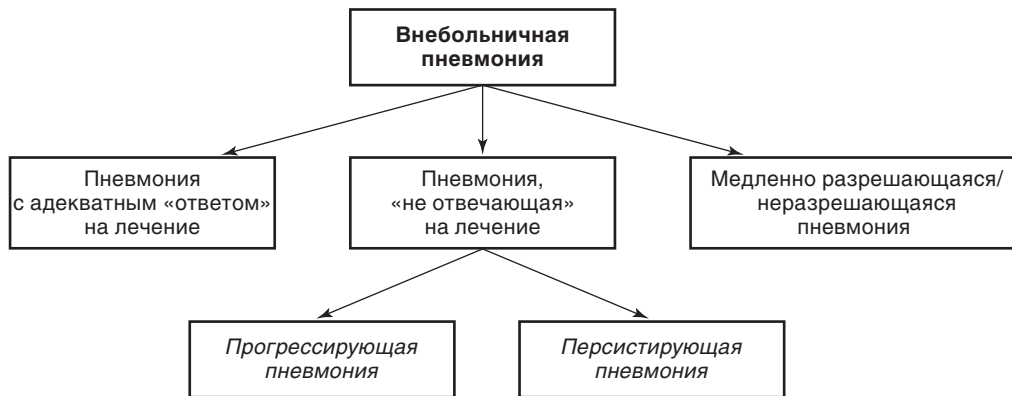 Внебольничная
пневмония
Пневмония
с адекватным «ответом»
на лечение
Пневмония,
«не отвечающая»
на лечение
Медленно разрешающаяся/
неразрешающаяся
пневмония
Прогрессирующая
пневмония
Персистирующая
пневмония